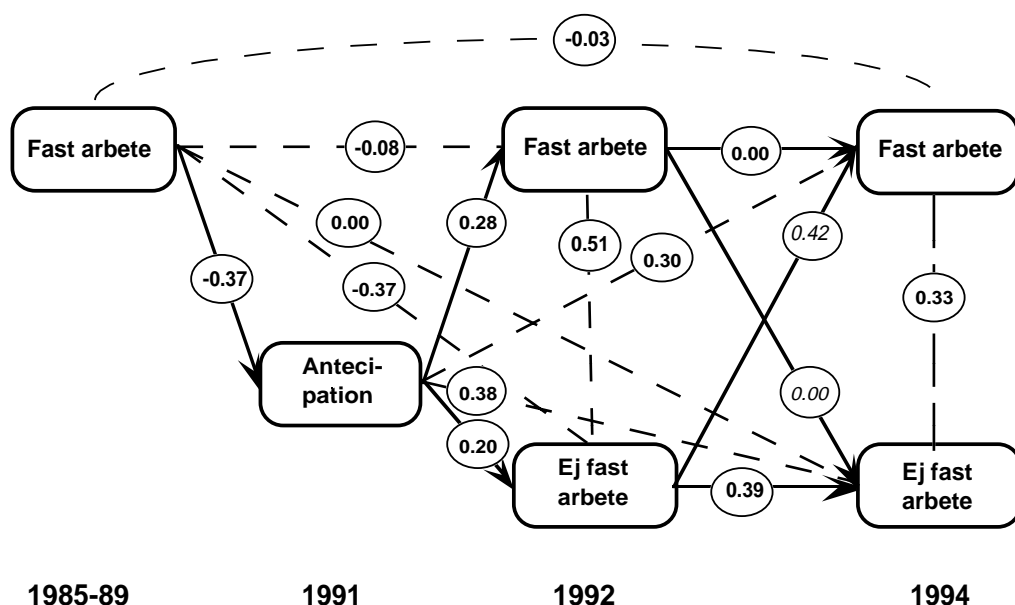 -0.03
Fast arbete
-0.08
Fast arbete
0.00
Fast arbete
0.00
0.28
0.51
0.30
0.42
-0.37
-0.37
0.33
Anteci-
pation
0.38
0.00
0.20
Ej fast
arbete
0.39
Ej fast
arbete
1985-89
1991
1992
1994